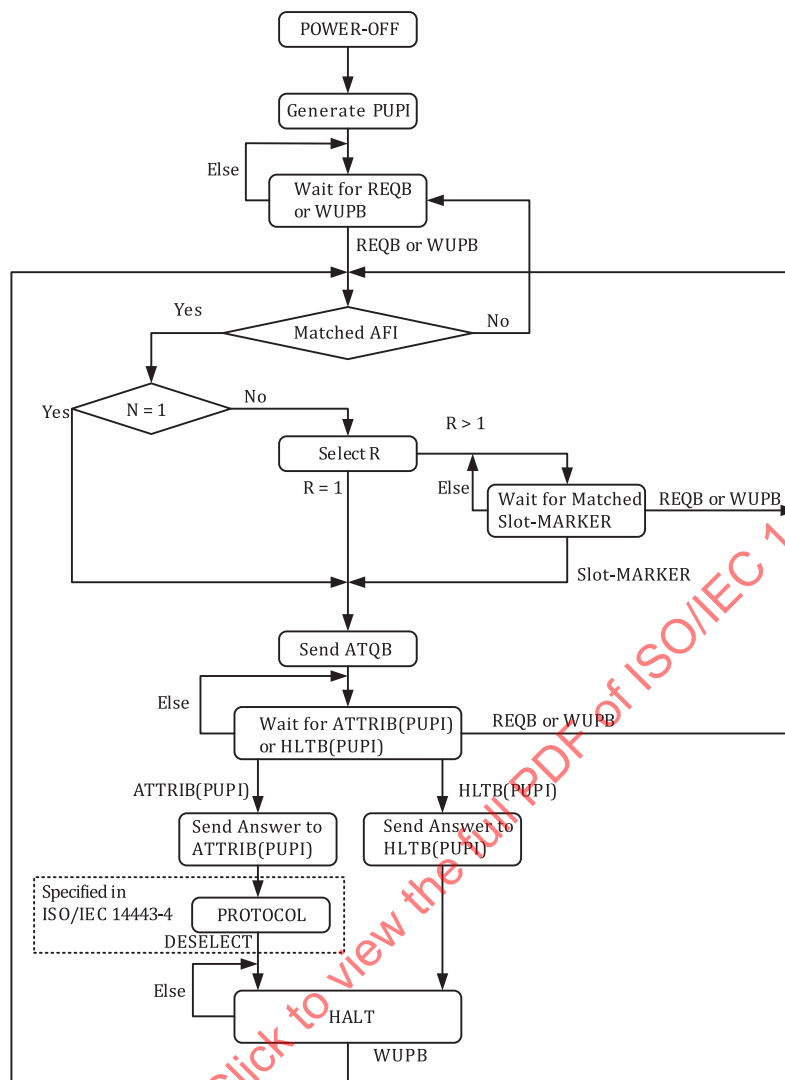 POWER-OFF
Generate PUPI
Else
Wait for REQB
or WUPB
REQB or WUPB
Yes
Matched AFI
No
Yes
N = 1
No
R > 1
Select R
R = 1
Else
Wait for Matched
Slot-MARKER
REQB or WUPB
Slot-MARKER
Send ATQB
Else
Wait for ATTRIB(PUPI)
or HLTB(PUPI)
REQB or WUPB
ATTRIB(PUPI)
HLTB(PUPI)
Send Answer to
ATTRIB(PUPI)
Send Answer to
HLTB(PUPI)
Specified in
ISO/IEC 14443-4
PROTOCOL
DESELECT
Else
HALT
WUPB
Click to view the full PDF of ISO/IEC 1